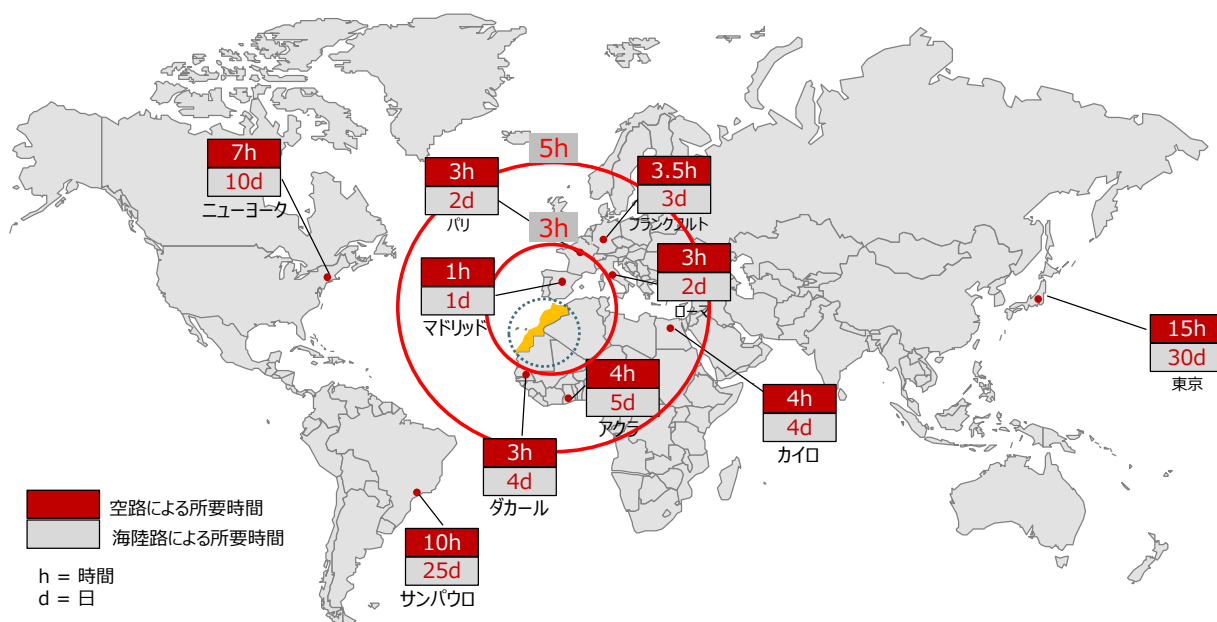 7h
10d
ニューヨーク
5h
3h
2d
パリ
3.5h
3d
フランクフルト
3h
1h
1d
マドリッド
3h
2d
ローマ
15h
30d
東京
4h
5d
アクラ
4h
4d
カイロ
3h
4d
ダカール
10h
25d
サンパウロ
空路による所要時間
海陸路による所要時間
h = 時間
d = 日